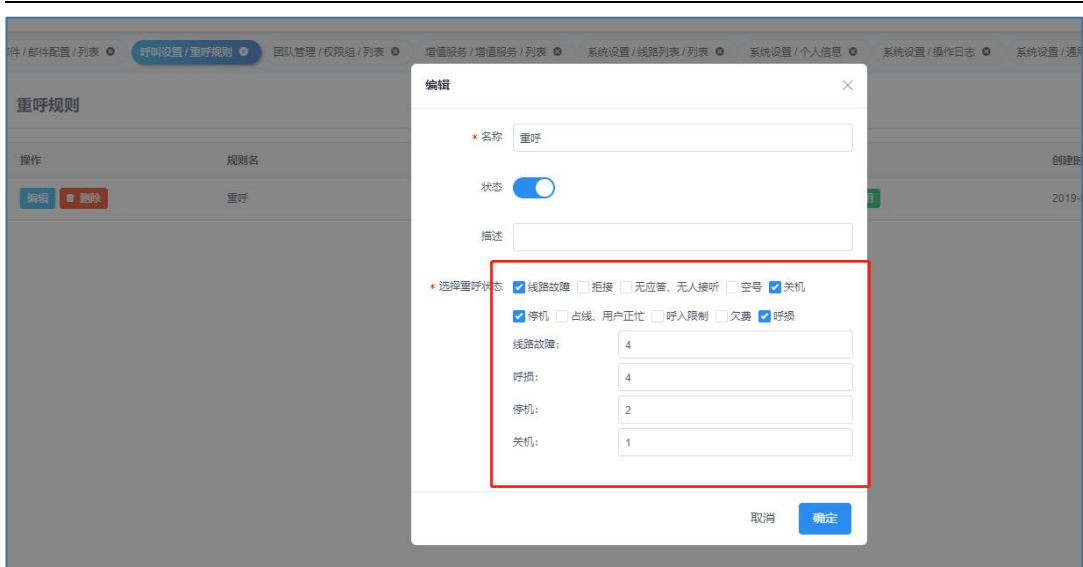 件 / 邮件配置 / 列表 呼叫设置 / 重呼规则 团队管理 / 权限组 / 列表 增值服务 / 增值服务 / 列表 系统设置 / 线路列表 / 列表 系统设置 / 个人信息 系统设置 / 操作日志 系统设置 / 通用
编辑
重呼规则
* 名称 重呼
操作 规则名 创建时
状态
编辑 删除 重呼 用 2019-
描述
* 选择重呼状态 线路故障 拒接 无应答、无人接听 空号 关机
停机 占线、用户正忙 呼入限制 欠费 呼损
线路故障: 4
呼损: 4
停机: 2
关机: 1
取消 确定